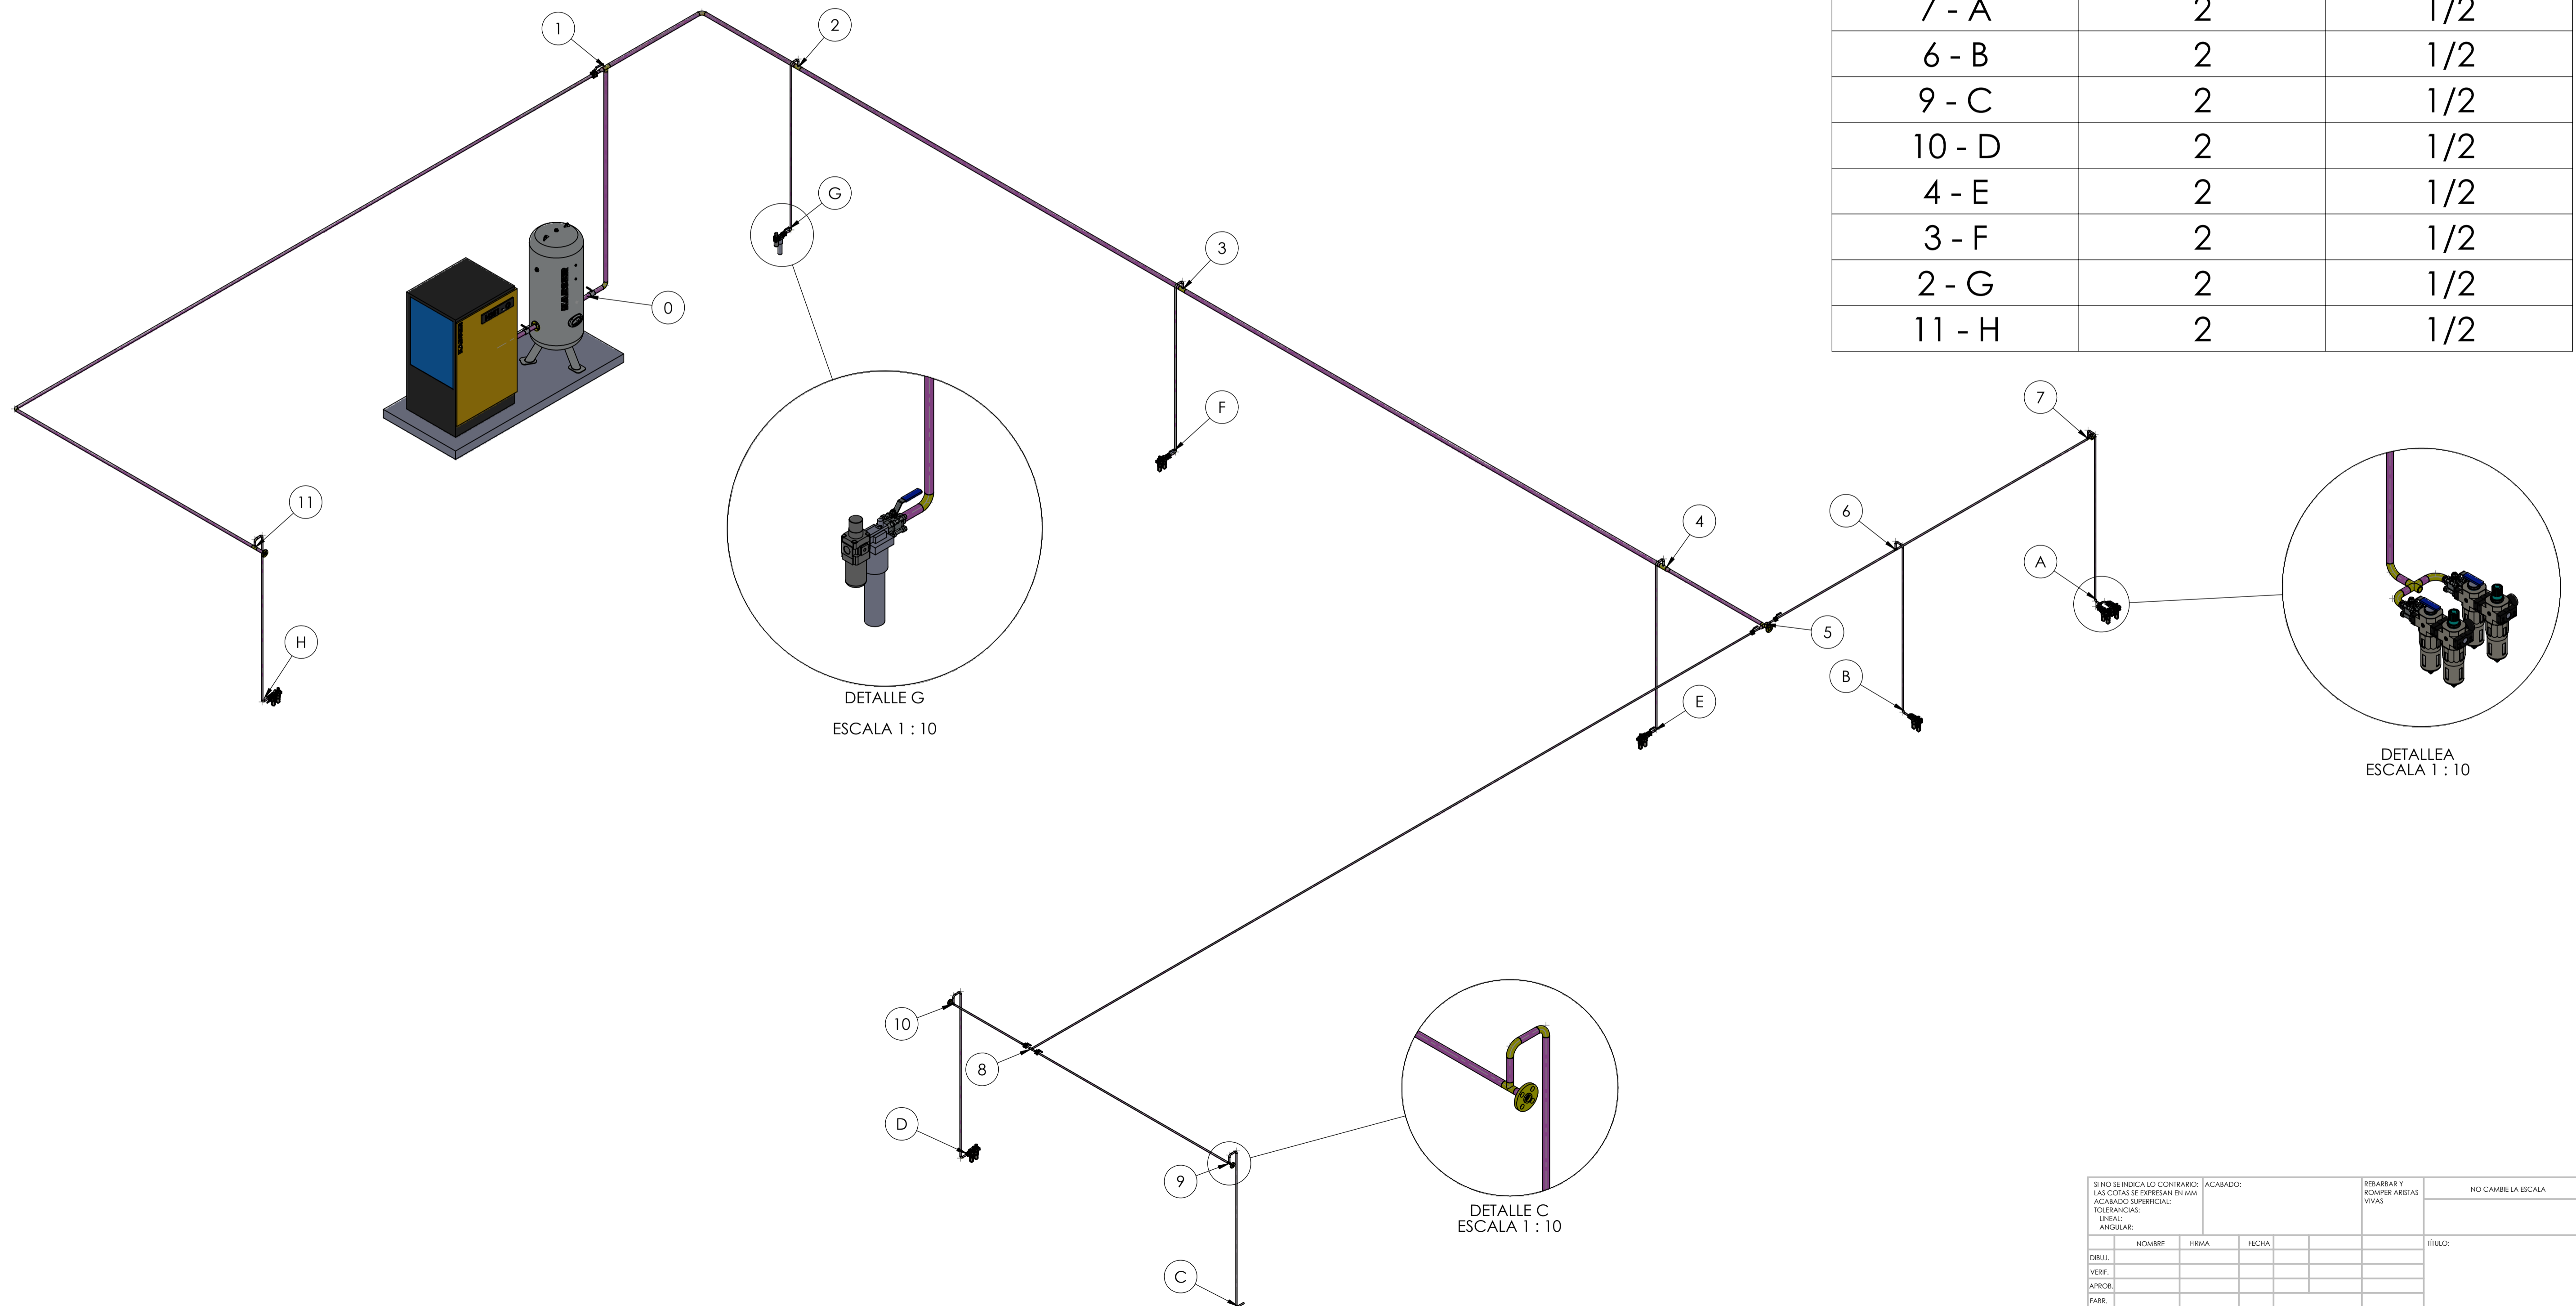 7 - A 2 1/2
6 - B 2 1/2
9 - C 2 1/2
10 - D 2 1/2
4 - E 2 1/2
3 - F 2 1/2
2 - G 2 1/2
11 - H 2 1/2
1
2
G
3
0
F
7
11
4
6
A
5
H
B
E
DETALLE G
ESCALA 1 : 10
DETALLEA
ESCALA 1 : 10
10
8
D
9
DETALLE C
ESCALA 1 : 10
C
SI NO SE INDICA LO CONTRARIO:
LAS COTAS SE EXPRESAN EN MM
ACABADO SUPERFICIAL:
TOLERANCIAS:
LINEAL:
ANGULAR:
ACABADO:
REBARBAR Y
ROMPER ARISTAS
VIVAS
NO CAMBIE LA ESCALA
NOMBRE FIRMA FECHA
TÍTULO:
DIBUJ.
VERIF.
APROB.
FABR.